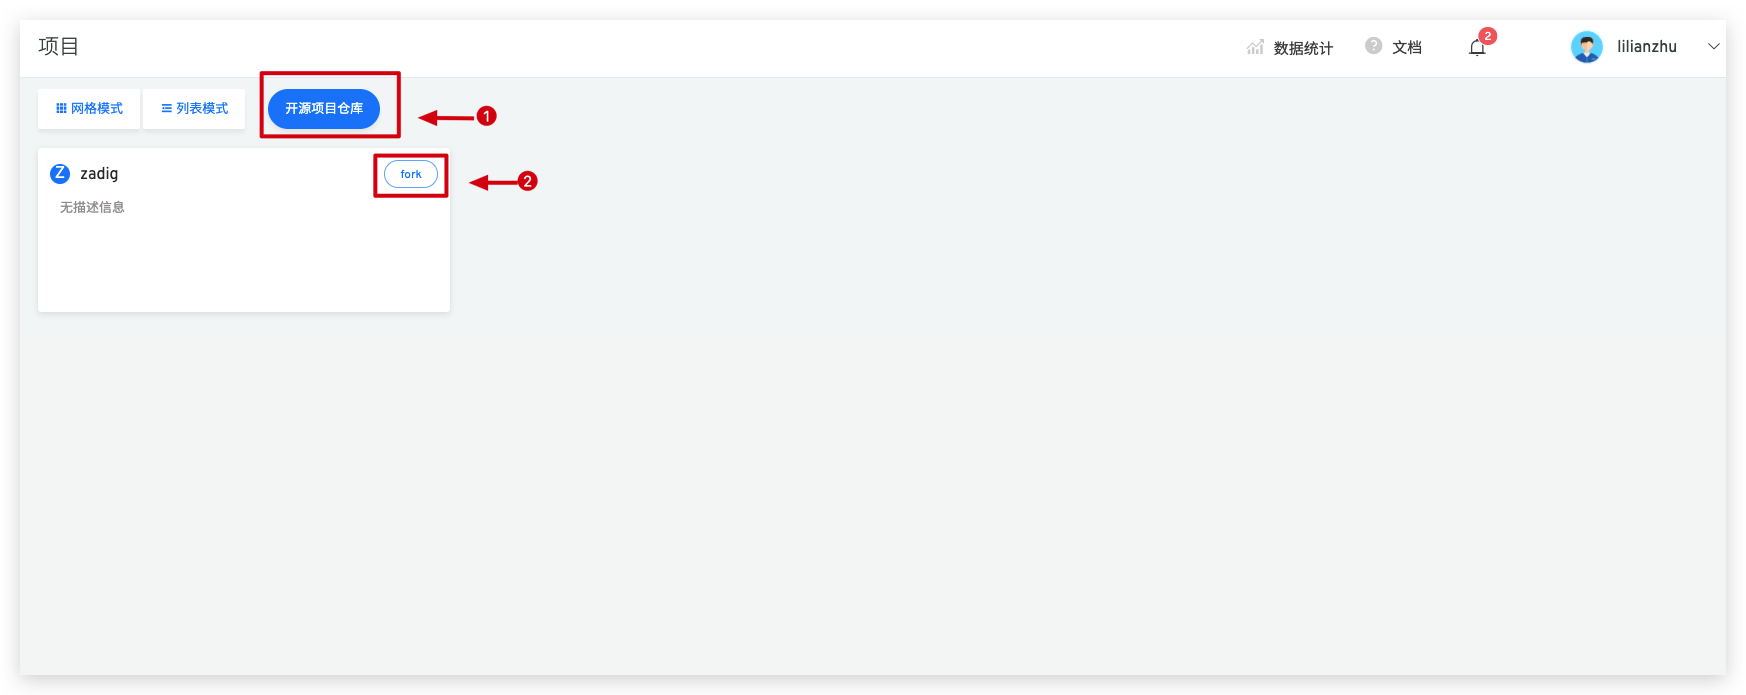 项目
数据统计
? 文档
2
lilianzhu
网格模式
列表模式
开源项目仓库
1
Z zadig
fork
2
无描述信息